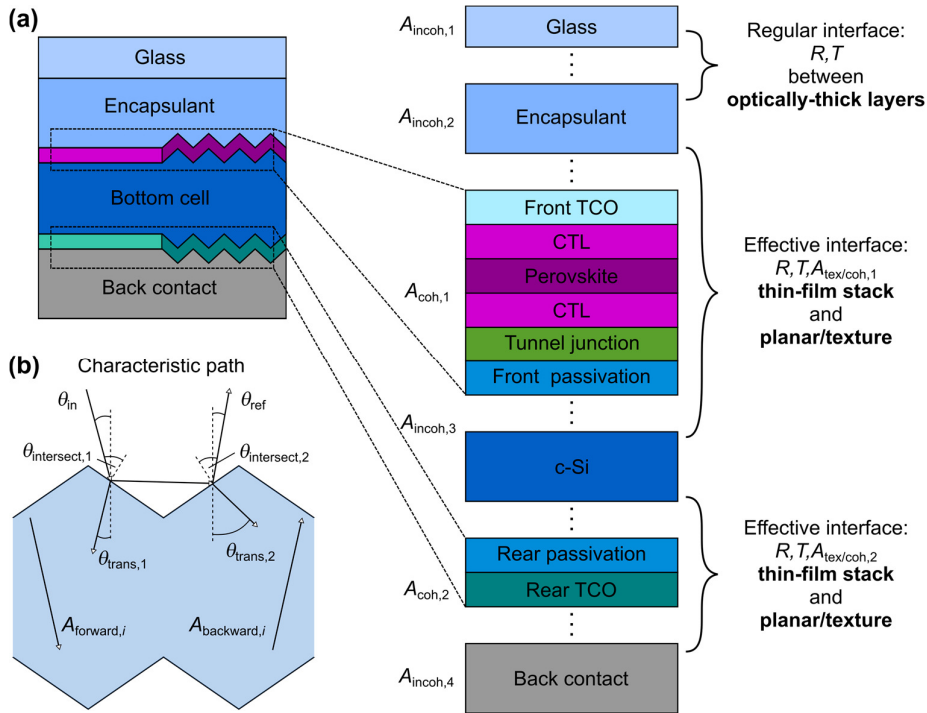 (a)
Glass
Encapsulant
Bottom cell
Back contact
(b)
Characteristic path
θin
θref
θintersect,1
θintersect,2
θtrans,1
θtrans,2
Aforward,i
Abackward,i
Aincoh,1
Glass
Aincoh,2
Encapsulant
Front TCO
CTL
Acoh,1
Perovskite
CTL
Tunnel junction
Front passivation
Aincoh,3
c-Si
Rear passivation
Acoh,2
Rear TCO
Aincoh,4
Back contact
Regular interface:
R,T
between
optically-thick layers
Effective interface:
R,T,Atex/coh,1
thin-film stack
and
planar/texture
Effective interface:
R,T,Atex/coh,2
thin-film stack
and
planar/texture